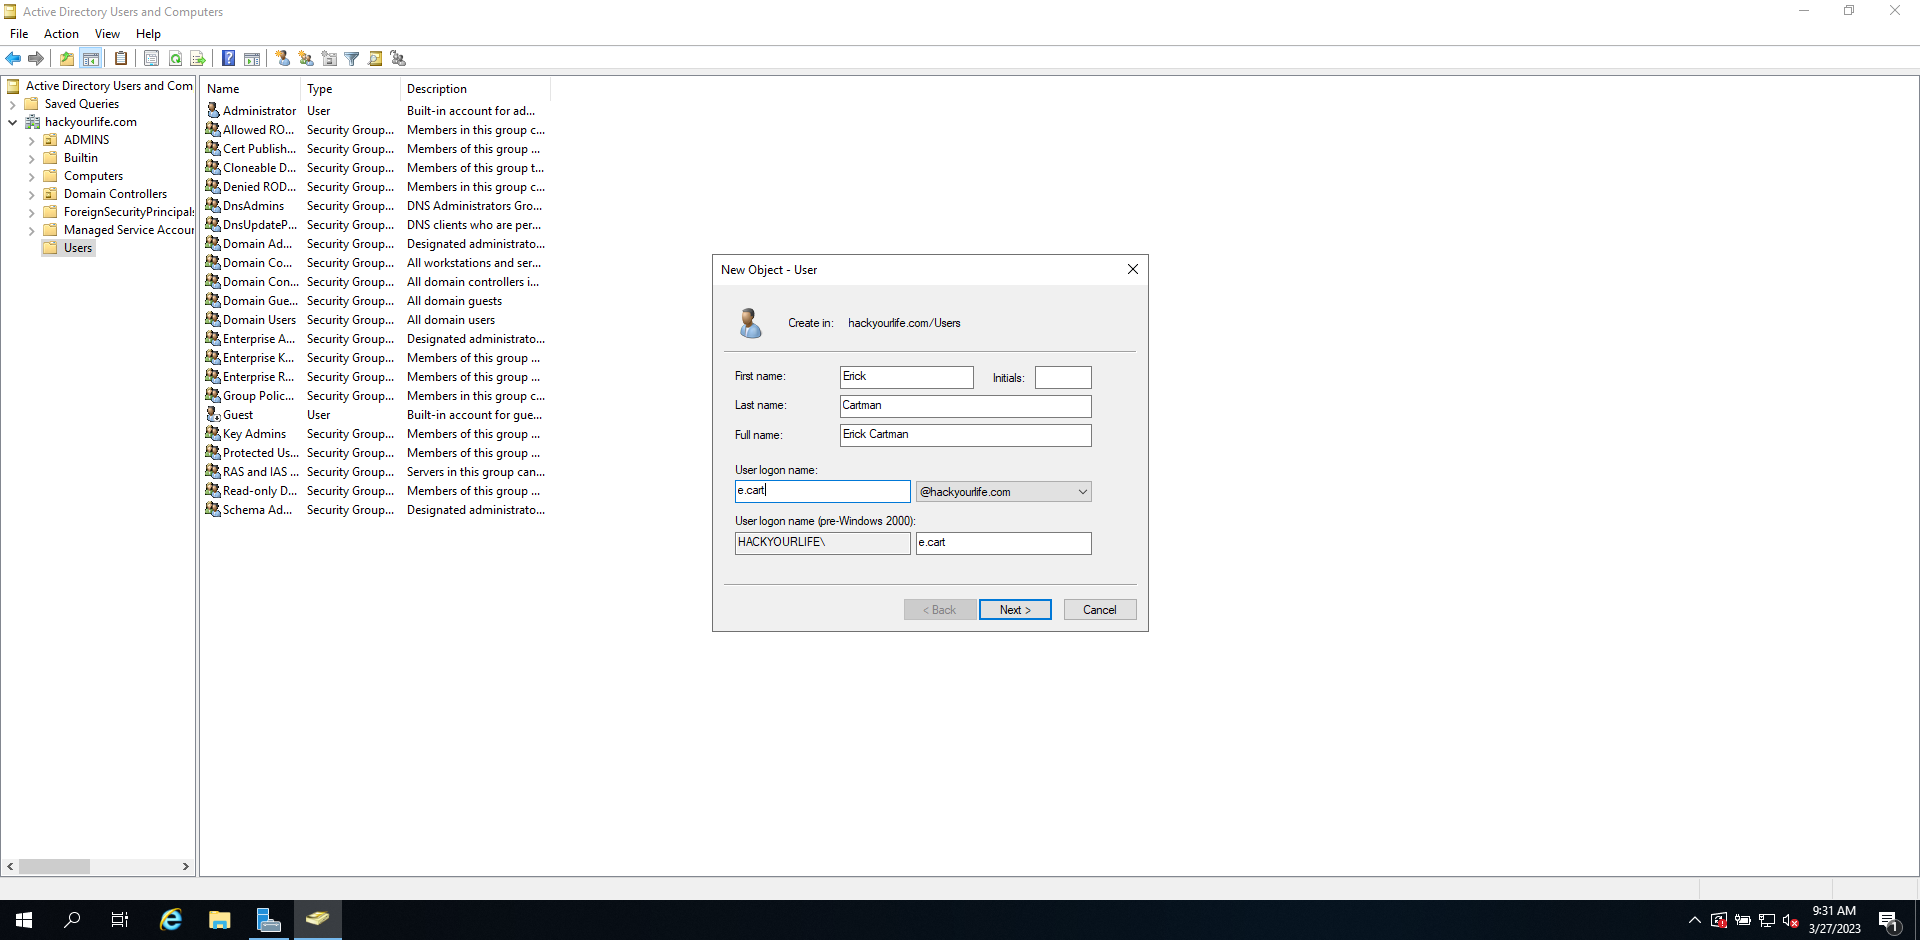 Active Directory Users and Computers
File Action View Help
Active Directory Users and Com
Saved Queries
hackyourlife.com
ADMINS
Builtin
Computers
Domain Controllers
ForeignSecurityPrincipals
Managed Service Accour
Users
Name Type Description
Administrator User Built-in account for ad...
Allowed RO... Security Group... Members in this group c...
Cert Publish... Security Group... Members of this group ...
Cloneable D... Security Group... Members of this group t...
Denied ROD... Security Group... Members in this group c...
DnsAdmins Security Group... DNS Administrators Gro...
DnsUpdateP... Security Group... DNS clients who are per...
Domain Ad... Security Group... Designated administrato...
Domain Co... Security Group... All workstations and ser...
Domain Con... Security Group... All domain controllers i...
Domain Gue... Security Group... All domain guests
Domain Users Security Group... All domain users
Enterprise A... Security Group... Designated administrato...
Enterprise K... Security Group... Members of this group ...
Enterprise R... Security Group... Members of this group ...
Group Polic... Security Group... Members in this group c...
Guest User Built-in account for gue...
Key Admins Security Group... Members of this group ...
Protected Us... Security Group... Members of this group ...
RAS and IAS ... Security Group... Servers in this group can...
Read-only D... Security Group... Members of this group ...
Schema Ad... Security Group... Designated administrato...
New Object - User
Create in: hackyourlife.com/Users
First name: Erick Initials:
Last name: Cartman
Full name: Erick Cartman
User logon name:
e.cart @hackyourlife.com
User logon name (pre-Windows 2000):
HACKYOURLIFE\ e.cart
< Back Next > Cancel
9:31 AM
3/27/2023
1